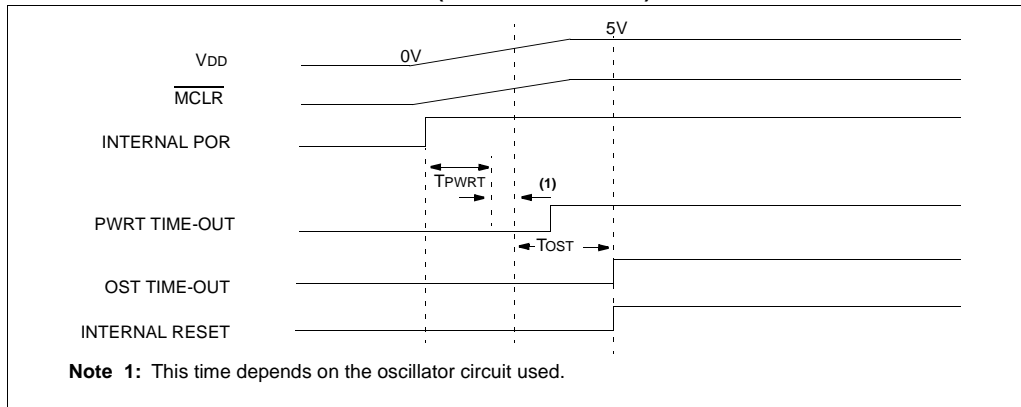 5V
0V
VDD
MCLR
INTERNAL POR
TPWRT
(1)
PWRT TIME-OUT
TOST
OST TIME-OUT
INTERNAL RESET
Note 1: This time depends on the oscillator circuit used.